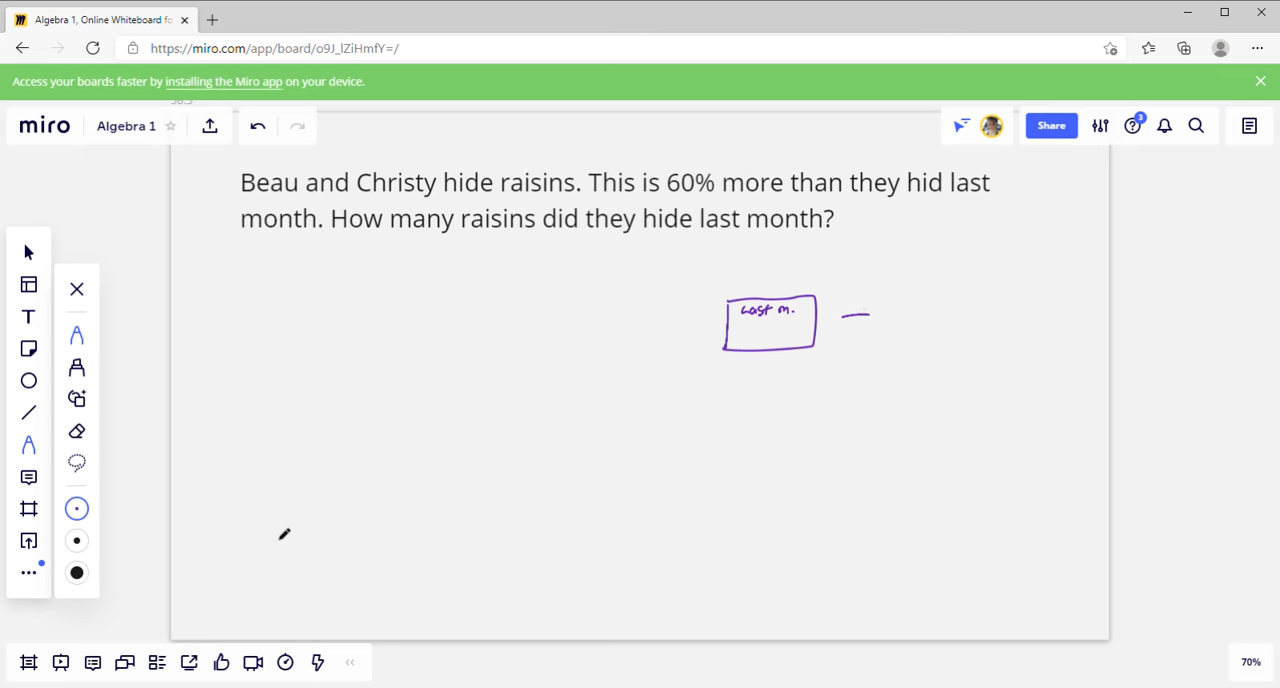 Algebra 1, Online Whiteboard fo
https://miro.com/app/board/o9J_lZiHmfY=/
Access your boards faster by installing the Miro app on your device.
miro
Algebra 1
Share
3
Beau and Christy hide raisins. This is 60% more than they hid last
month. How many raisins did they hide last month?
Last m.
70%